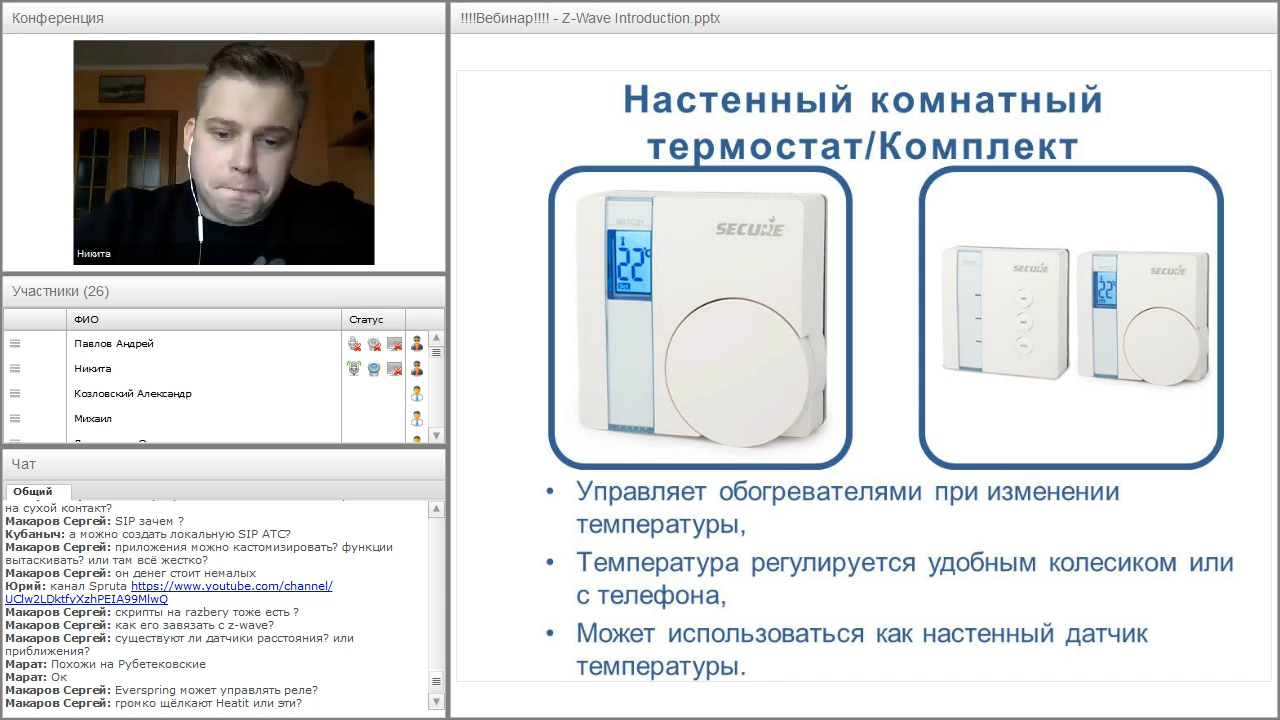 Конференция
Никита
Участники (26)
ФИО
Статус
Павлов Андрей
Никита
Козловский Александр
Михаил
Чат
Общий
на сухой контакт?
Макаров Сергей: SIP зачем ?
Кубаныч: а можно создать локальную SIP АТС?
Макаров Сергей: приложения можно кастомизировать? функции
вытаскивать? или там всё жестко?
Макаров Сергей: он денег стоит немалых
Юрий: канал Spruta https://www.youtube.com/channel/
UClw2LDktfyXzhPEIA99MlwQ
Макаров Сергей: скрипты на razbery тоже есть ?
Макаров Сергей: как его завязать с z-wave?
Макаров Сергей: существуют ли датчики расстояния? или
приближения?
Марат: Похожи на Рубетековские
Марат: Ок
Макаров Сергей: Everspring может управлять реле?
Макаров Сергей: громко щёлкают Heatit или эти?
!!!!Вебинар!!!! - Z-Wave Introduction.pptx
Настенный комнатный
термостат/Комплект
SECURE
22°C
SECURE
SECURE
22
• Управляет обогревателями при изменении
температуры,
• Температура регулируется удобным колесиком или
с телефона,
• Может использоваться как настенный датчик
температуры.